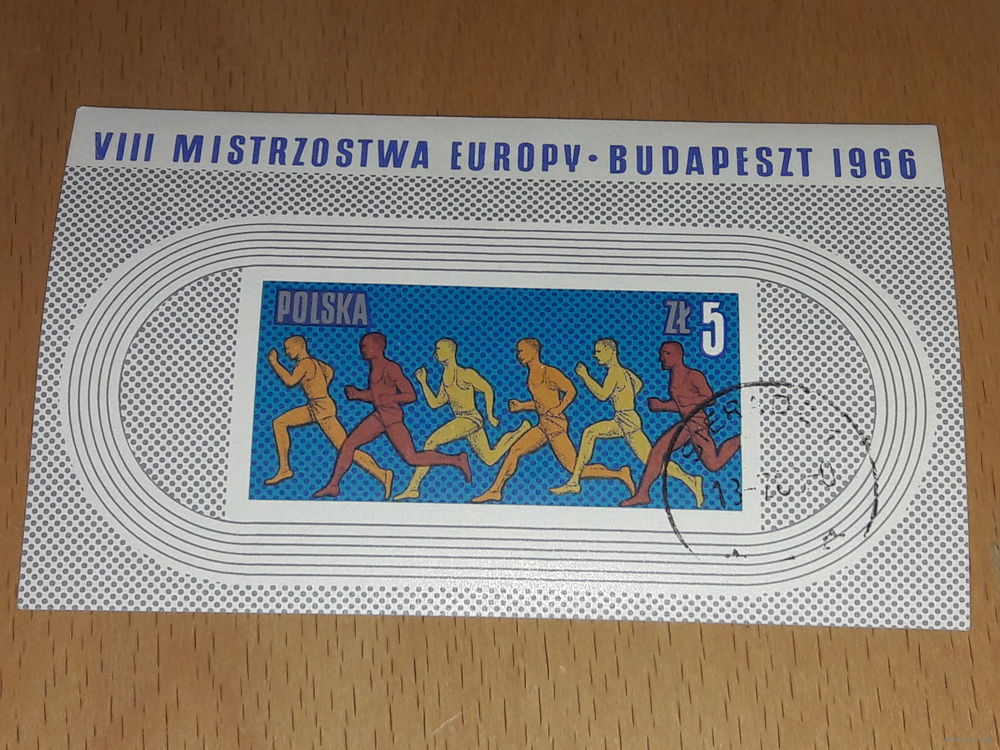 VIII MISTRZOSTWA EUROPY • BUDAPESZT 1966
POLSKA
ZŁ 5